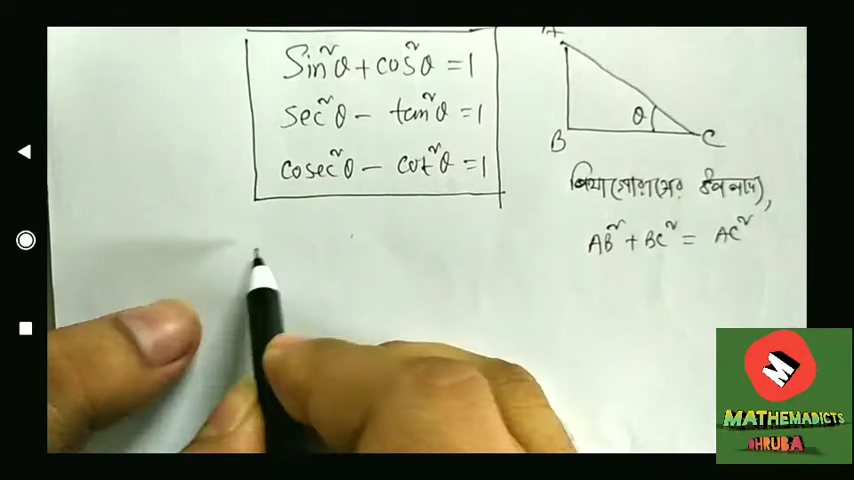 Sin²θ + cos²θ = 1
sec²θ - tan²θ = 1
cosec²θ - cot²θ = 1
A
θ
B
C
পিথাগোরাসের উপপাদ্য,
AB² + BC² = AC²
M
MATHEMADICTS
DHRUBA